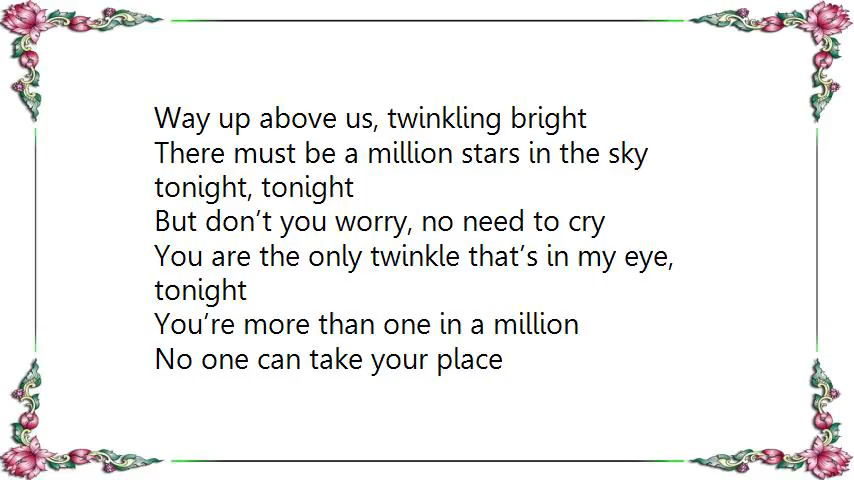 Way up above us, twinkling bright
There must be a million stars in the sky
tonight, tonight
But don’t you worry, no need to cry
You are the only twinkle that’s in my eye,
tonight
You’re more than one in a million
No one can take your place